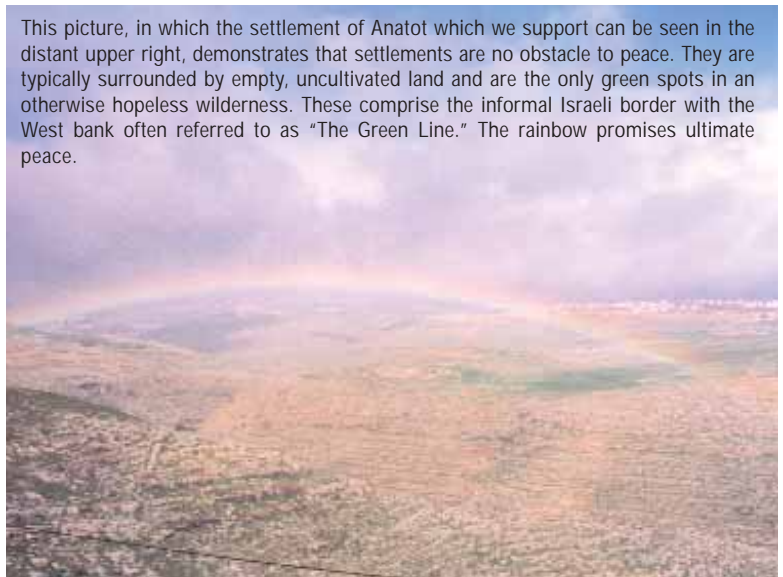 This picture, in which the settlement of Anatot which we support can be seen in the
distant upper right, demonstrates that settlements are no obstacle to peace. They are
typically surrounded by empty, uncultivated land and are the only green spots in an
otherwise hopeless wilderness. These comprise the informal Israeli border with the
West bank often referred to as “The Green Line.” The rainbow promises ultimate
peace.